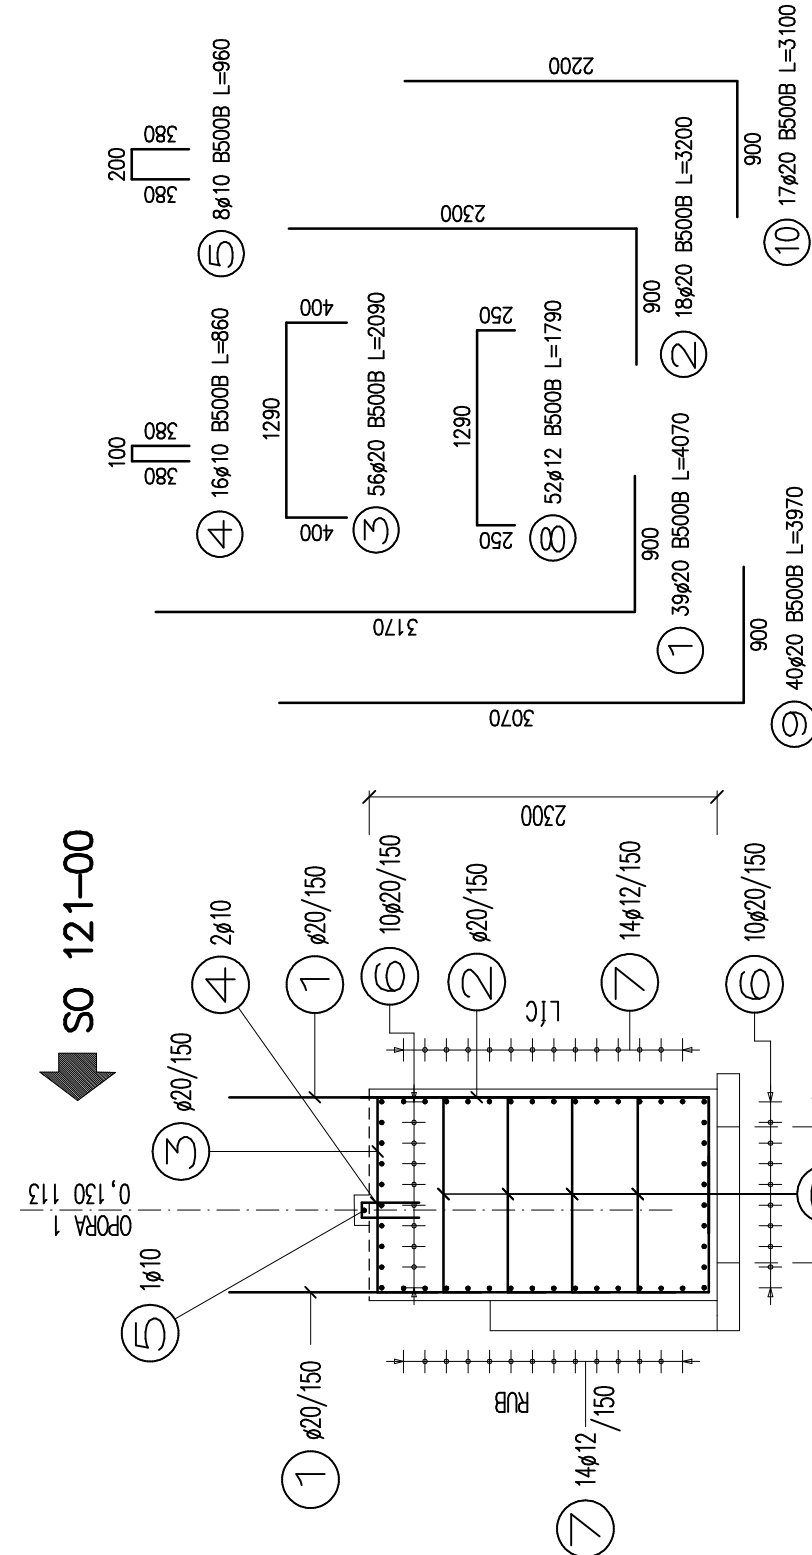 SO 121–00
OPORA 1
0,130 113
5 1ø10
3 ø20/150
4 2ø10
1 ø20/150
1 ø20/150
6 10ø20/150
2 ø20/150
LÍC
7 14ø12/150
6 10ø20/150
2300
RUB
7 14ø12
/150
100
380
380
4 16ø10 B500B L=860
200
380
380
5 8ø10 B500B L=960
1290
400
400
3 56ø20 B500B L=2090
1290
250
250
8 52ø12 B500B L=1790
3170
900
1 39ø20 B500B L=4070
2300
900
2 18ø20 B500B L=3200
3070
900
9 40ø20 B500B L=3970
2200
900
10 17ø20 B500B L=3100